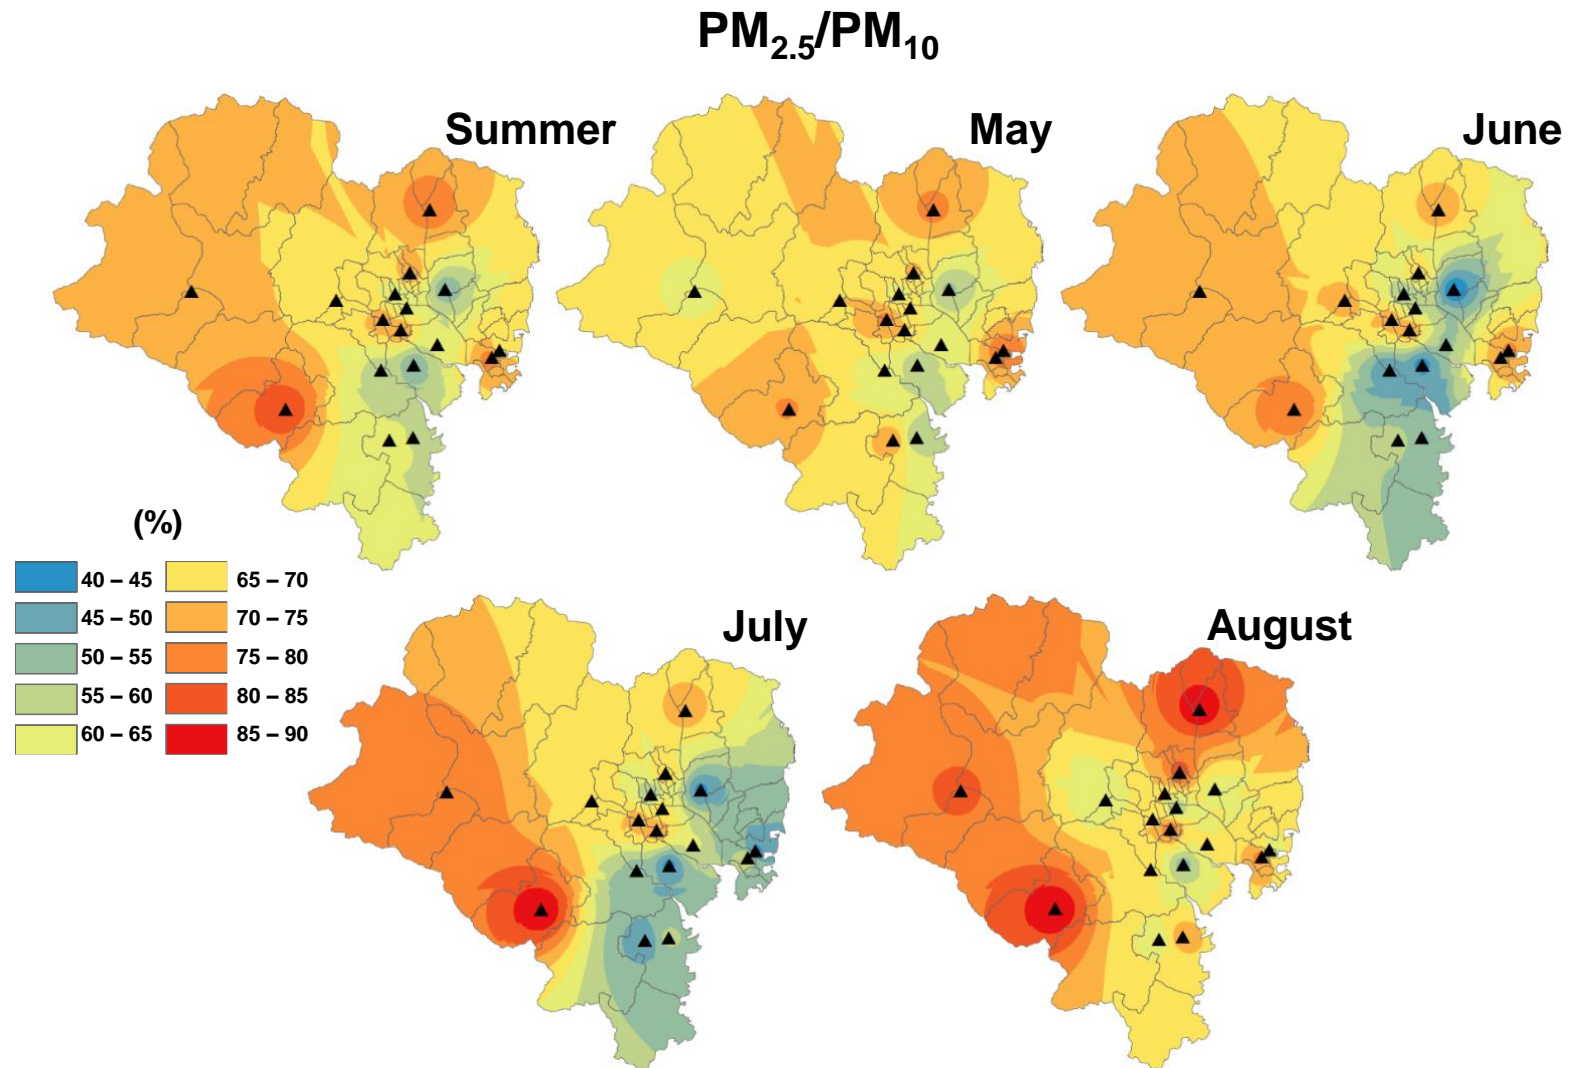 PM2.5/PM10
Summer
May
June
(%)
40 – 45
65 – 70
45 – 50
70 – 75
50 – 55
75 – 80
55 – 60
80 – 85
60 – 65
85 – 90
July
August